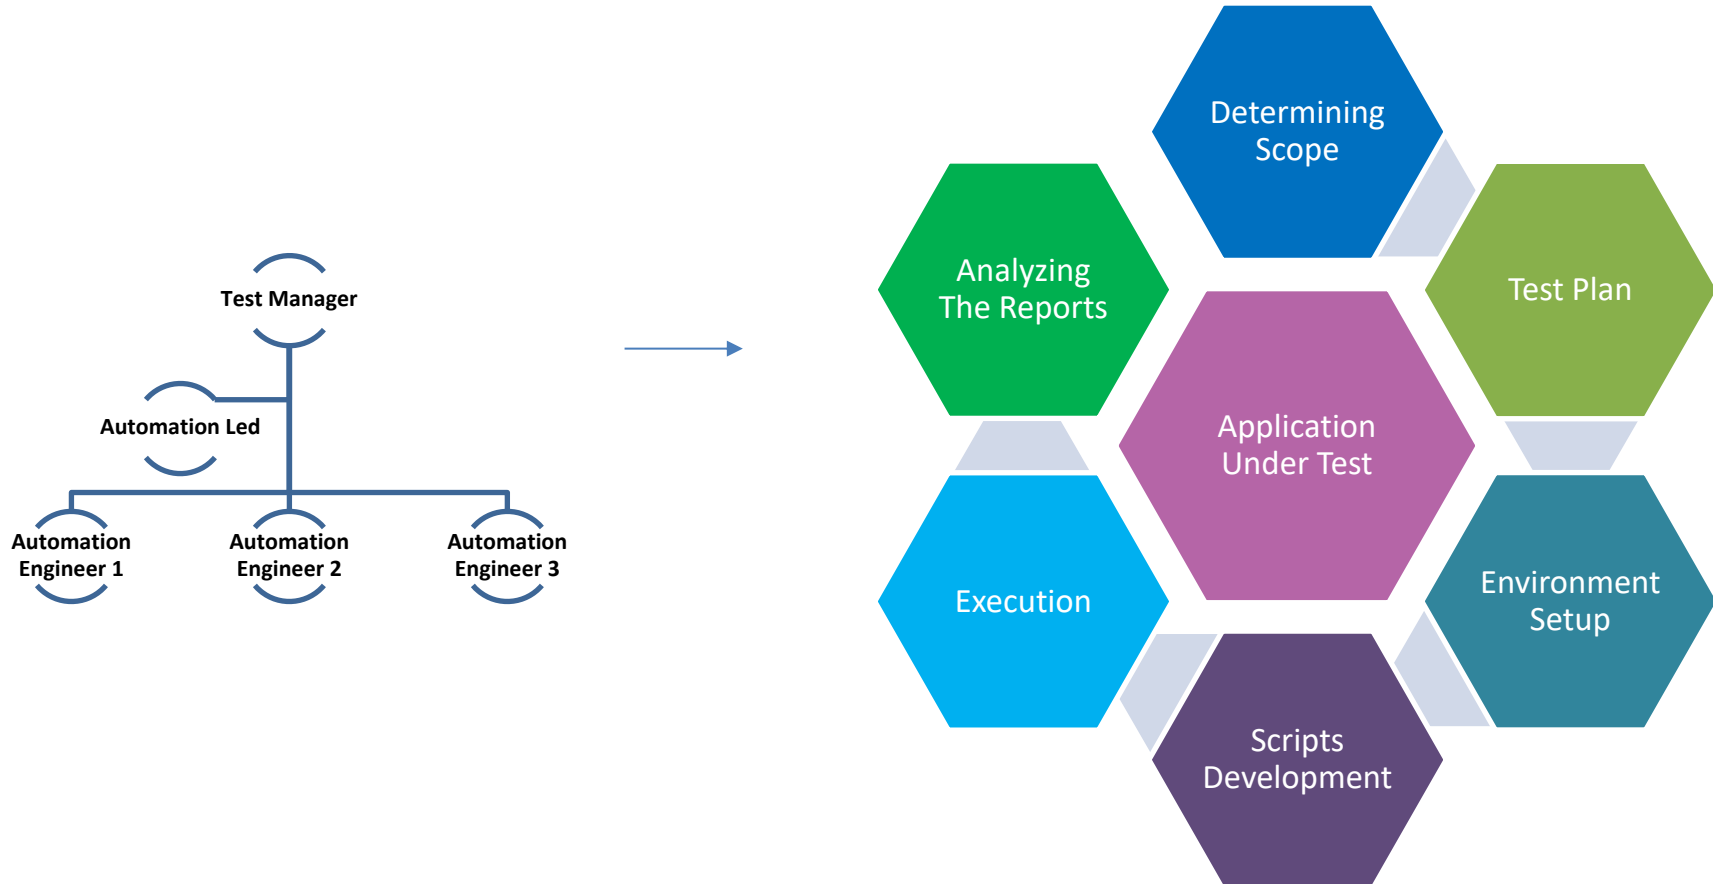 Test Manager
Automation Led
Automation
Engineer 1
Automation
Engineer 2
Automation
Engineer 3
Determining
Scope
Test Plan
Environment
Setup
Scripts
Development
Execution
Analyzing
The Reports
Application
Under Test